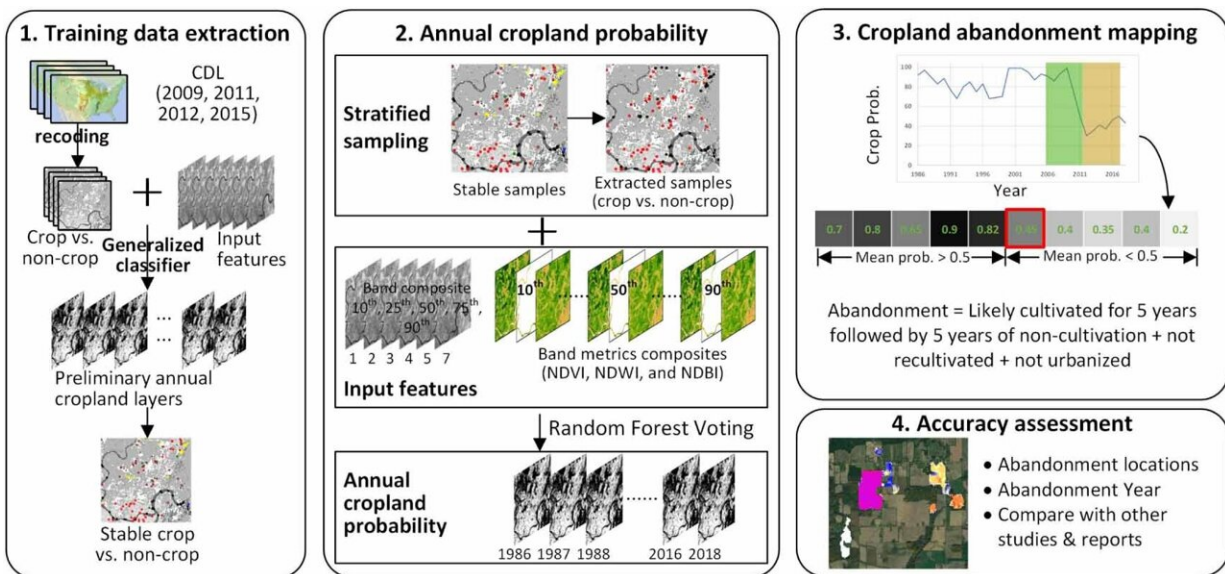 1. Training data extraction
CDL
(2009, 2011,
2012, 2015)
recoding
Crop vs.
non-crop
Generalized
classifier
Input
features
...
...
Preliminary annual
cropland layers
Stable crop
vs. non-crop
2. Annual cropland probability
Stratified
sampling
Stable samples
Extracted samples
(crop vs. non-crop)
Band composite
10th, 25th, 50th, 75th,
90th
1 2 3 4 5 7
10th
50th
90th
Band metrics composites
(NDVI, NDWI, and NDBI)
Input features
Random Forest Voting
Annual
cropland
probability
1986 1987 1988 2016 2018
3. Cropland abandonment mapping
Crop Prob.
100
80
60
40
20
0
1986 1991 1996 2001 2006 2011 2016
Year
0.7 0.8 0.65 0.9 0.82 0.45 0.4 0.35 0.4 0.2
Mean prob. > 0.5 Mean prob. < 0.5
Abandonment = Likely cultivated for 5 years
followed by 5 years of non-cultivation + not
recultivated + not urbanized
4. Accuracy assessment
• Abandonment locations
• Abandonment Year
• Compare with other
studies & reports